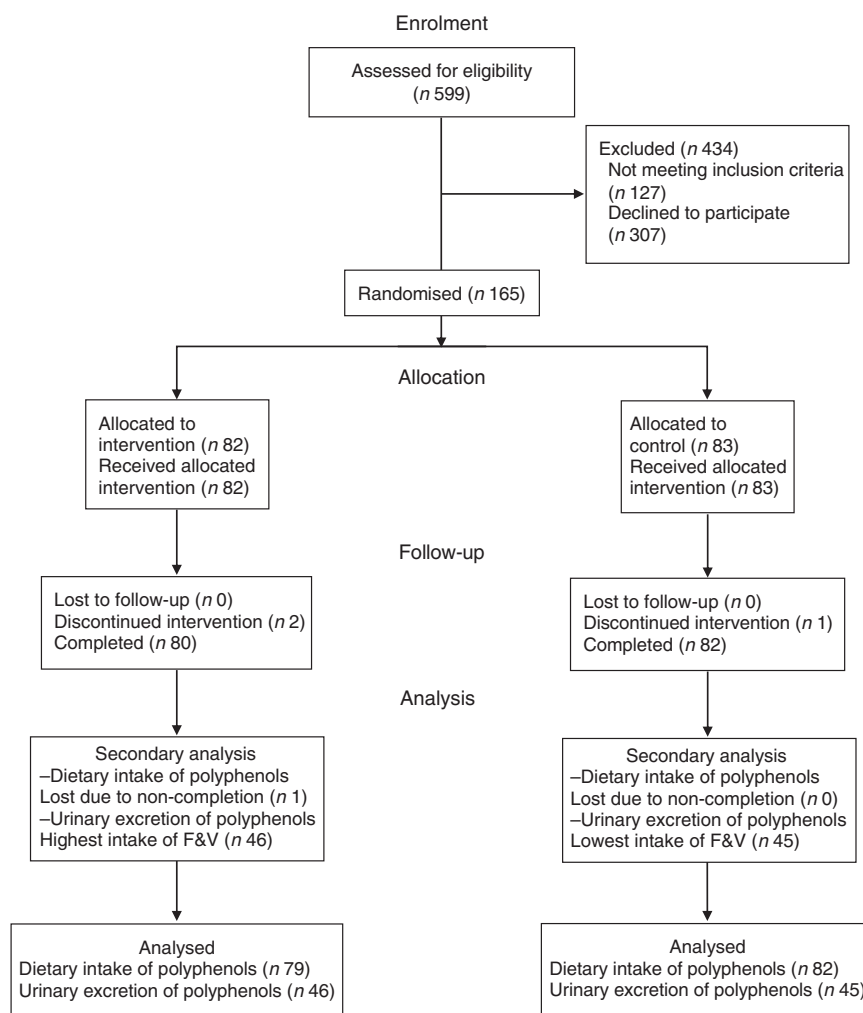 Enrolment
Assessed for eligibility
(n 599)
Excluded (n 434)
Not meeting inclusion criteria
(n 127)
Declined to participate
(n 307)
Randomised (n 165)
Allocation
Allocated to
intervention (n 82)
Received allocated
intervention (n 82)
Allocated to
control (n 83)
Received allocated
intervention (n 83)
Follow-up
Lost to follow-up (n 0)
Discontinued intervention (n 2)
Completed (n 80)
Lost to follow-up (n 0)
Discontinued intervention (n 1)
Completed (n 82)
Analysis
Secondary analysis
–Dietary intake of polyphenols
Lost due to non-completion (n 1)
–Urinary excretion of polyphenols
Highest intake of F&V (n 46)
Secondary analysis
–Dietary intake of polyphenols
Lost due to non-completion (n 0)
–Urinary excretion of polyphenols
Lowest intake of F&V (n 45)
Analysed
Dietary intake of polyphenols (n 79)
Urinary excretion of polyphenols (n 46)
Analysed
Dietary intake of polyphenols (n 82)
Urinary excretion of polyphenols (n 45)